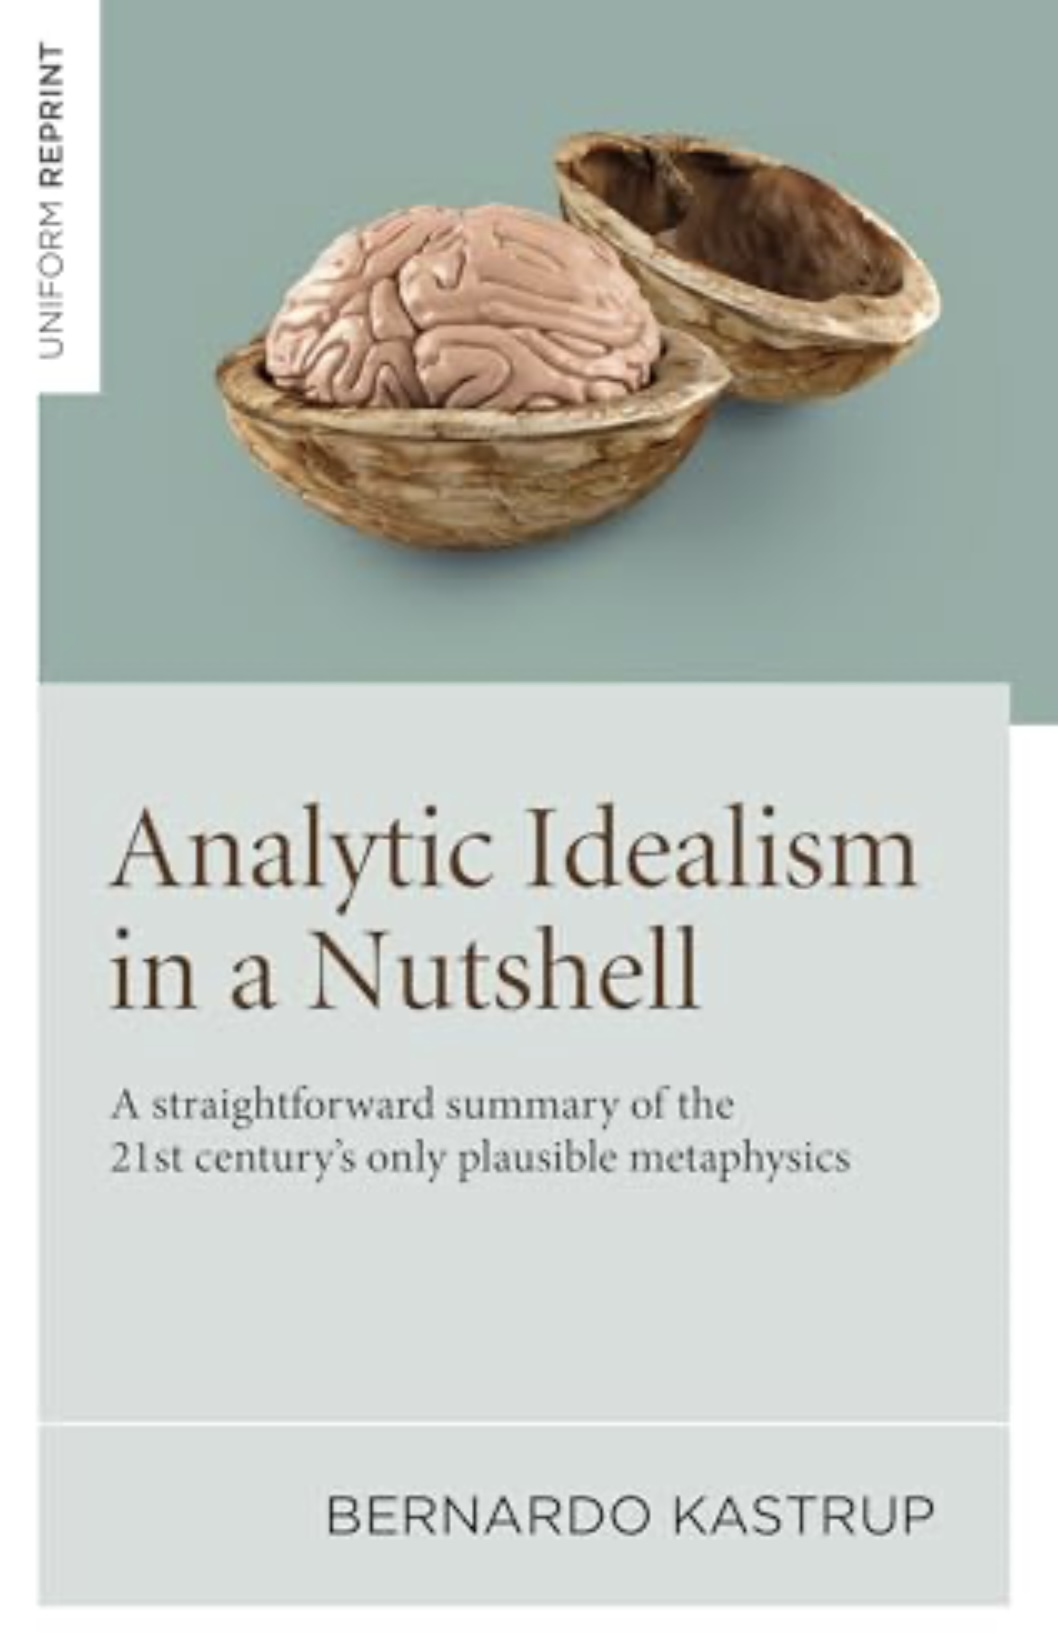 UNIFORM REPRINT
Analytic Idealism
in a Nutshell
A straightforward summary of the
21st century's only plausible metaphysics
BERNARDO KASTRUP